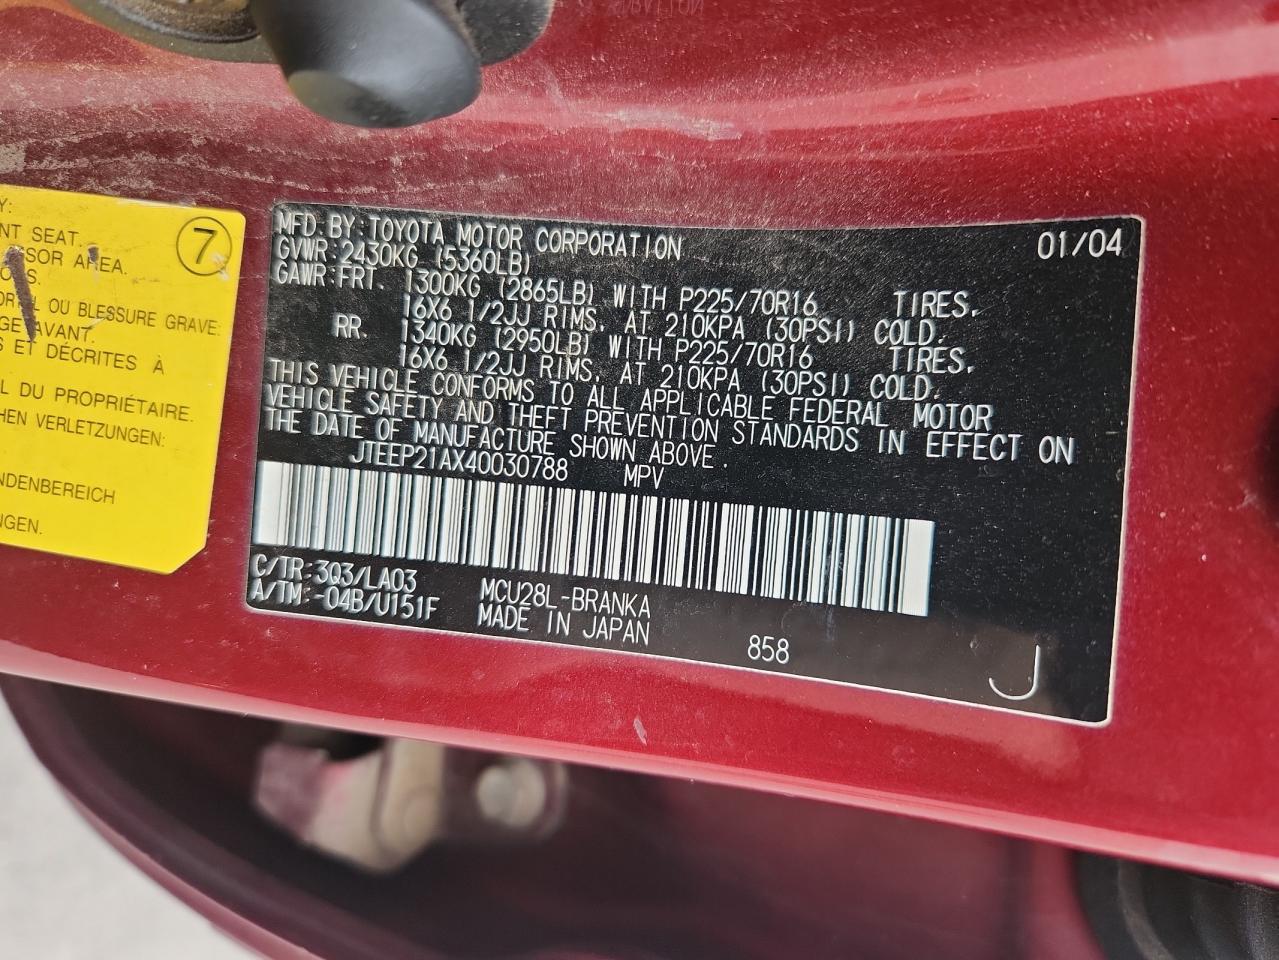 Y:
NT SEAT.
SOR AREA.
7
OU BLESSURE GRAVE:
AVANT.
S ET DÉCRITES À
L DU PROPRIÉTAIRE.
HEN VERLETZUNGEN:
NDENBEREICH
NGEN.
MFD. BY: TOYOTA MOTOR CORPORATION 01/04
GVWR: 2430KG (5360LB)
GAWR: FRT. 1300KG (2865LB) WITH P225/70R16 TIRES,
16X6 1/2JJ RIMS, AT 210KPA (30PSI) COLD.
RR. 1340KG (2950LB) WITH P225/70R16 TIRES,
16X6 1/2JJ RIMS, AT 210KPA (30PSI) COLD.
THIS VEHICLE CONFORMS TO ALL APPLICABLE FEDERAL MOTOR
VEHICLE SAFETY AND THEFT PREVENTION STANDARDS IN EFFECT ON
THE DATE OF MANUFACTURE SHOWN ABOVE.
JTEEP21AX40030788 MPV
C/TR: 3Q3/LA03 MCU28L-BRANKA
A/TM: -04B/U151F MADE IN JAPAN 858
J